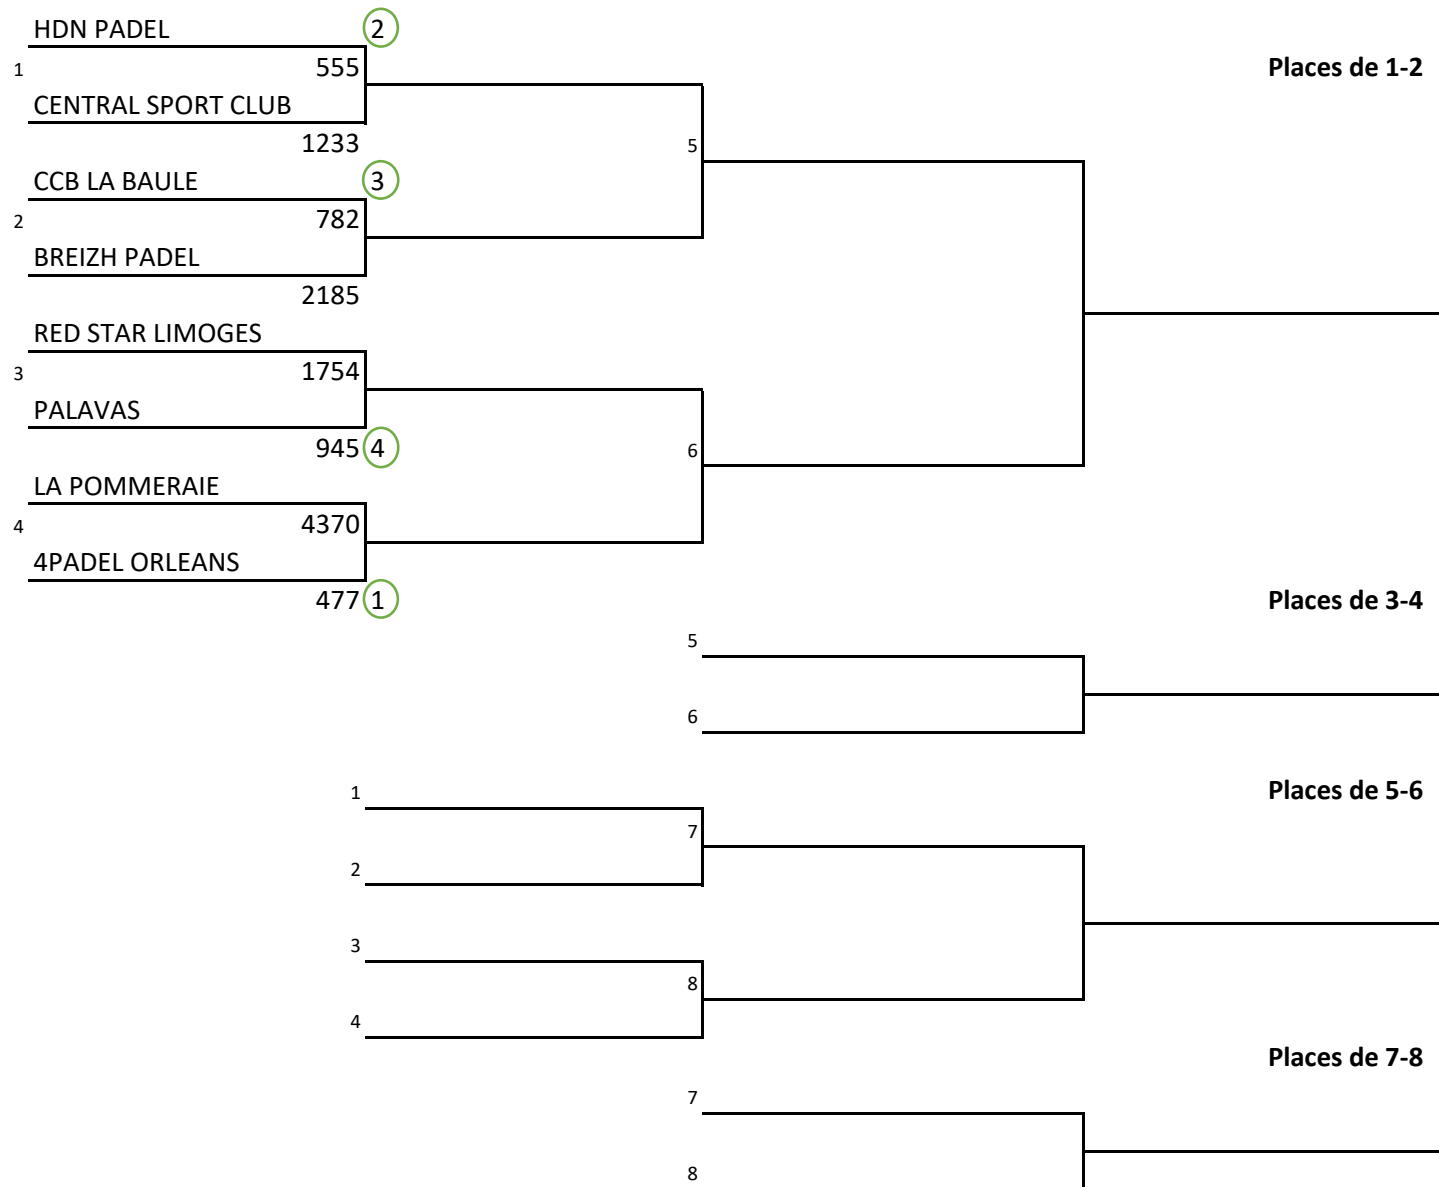 HDN PADEL 2
1 555 Places de 1-2
CENTRAL SPORT CLUB
1233 5
CCB LA BAULE 3
2 782
BREIZH PADEL
2185
RED STAR LIMOGES
3 1754
PALAVAS
945 4 6
LA POMMERAIE
4 4370
4PADEL ORLEANS
477 1 Places de 3-4
5
6
1 Places de 5-6
7
2
3
8
4
Places de 7-8
7
8